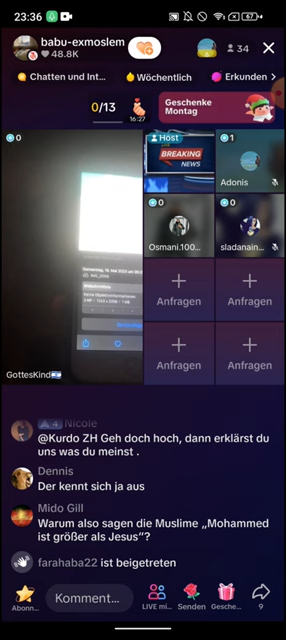 23:36
67
babu-exmoslem
48.8K
34
Chatten und Int...
Wöchentlich
Erkunden
0/13
16:27
Geschenke
Montag
0
Host
BREAKING
NEWS
1
Adonis
0
Osmani.100...
0
sladanain...
Anfragen
Anfragen
Anfragen
Anfragen
GottesKind
4 Nicole
@Kurdo ZH Geh doch hoch, dann erklärst du
uns was du meinst .
Dennis
Der kennt sich ja aus
Mido Gill
Warum also sagen die Muslime „Mohammed
ist größer als Jesus“?
farahaba22 ist beigetreten
Abonn...
Komment...
LIVE mi...
Senden
Gesche...
9